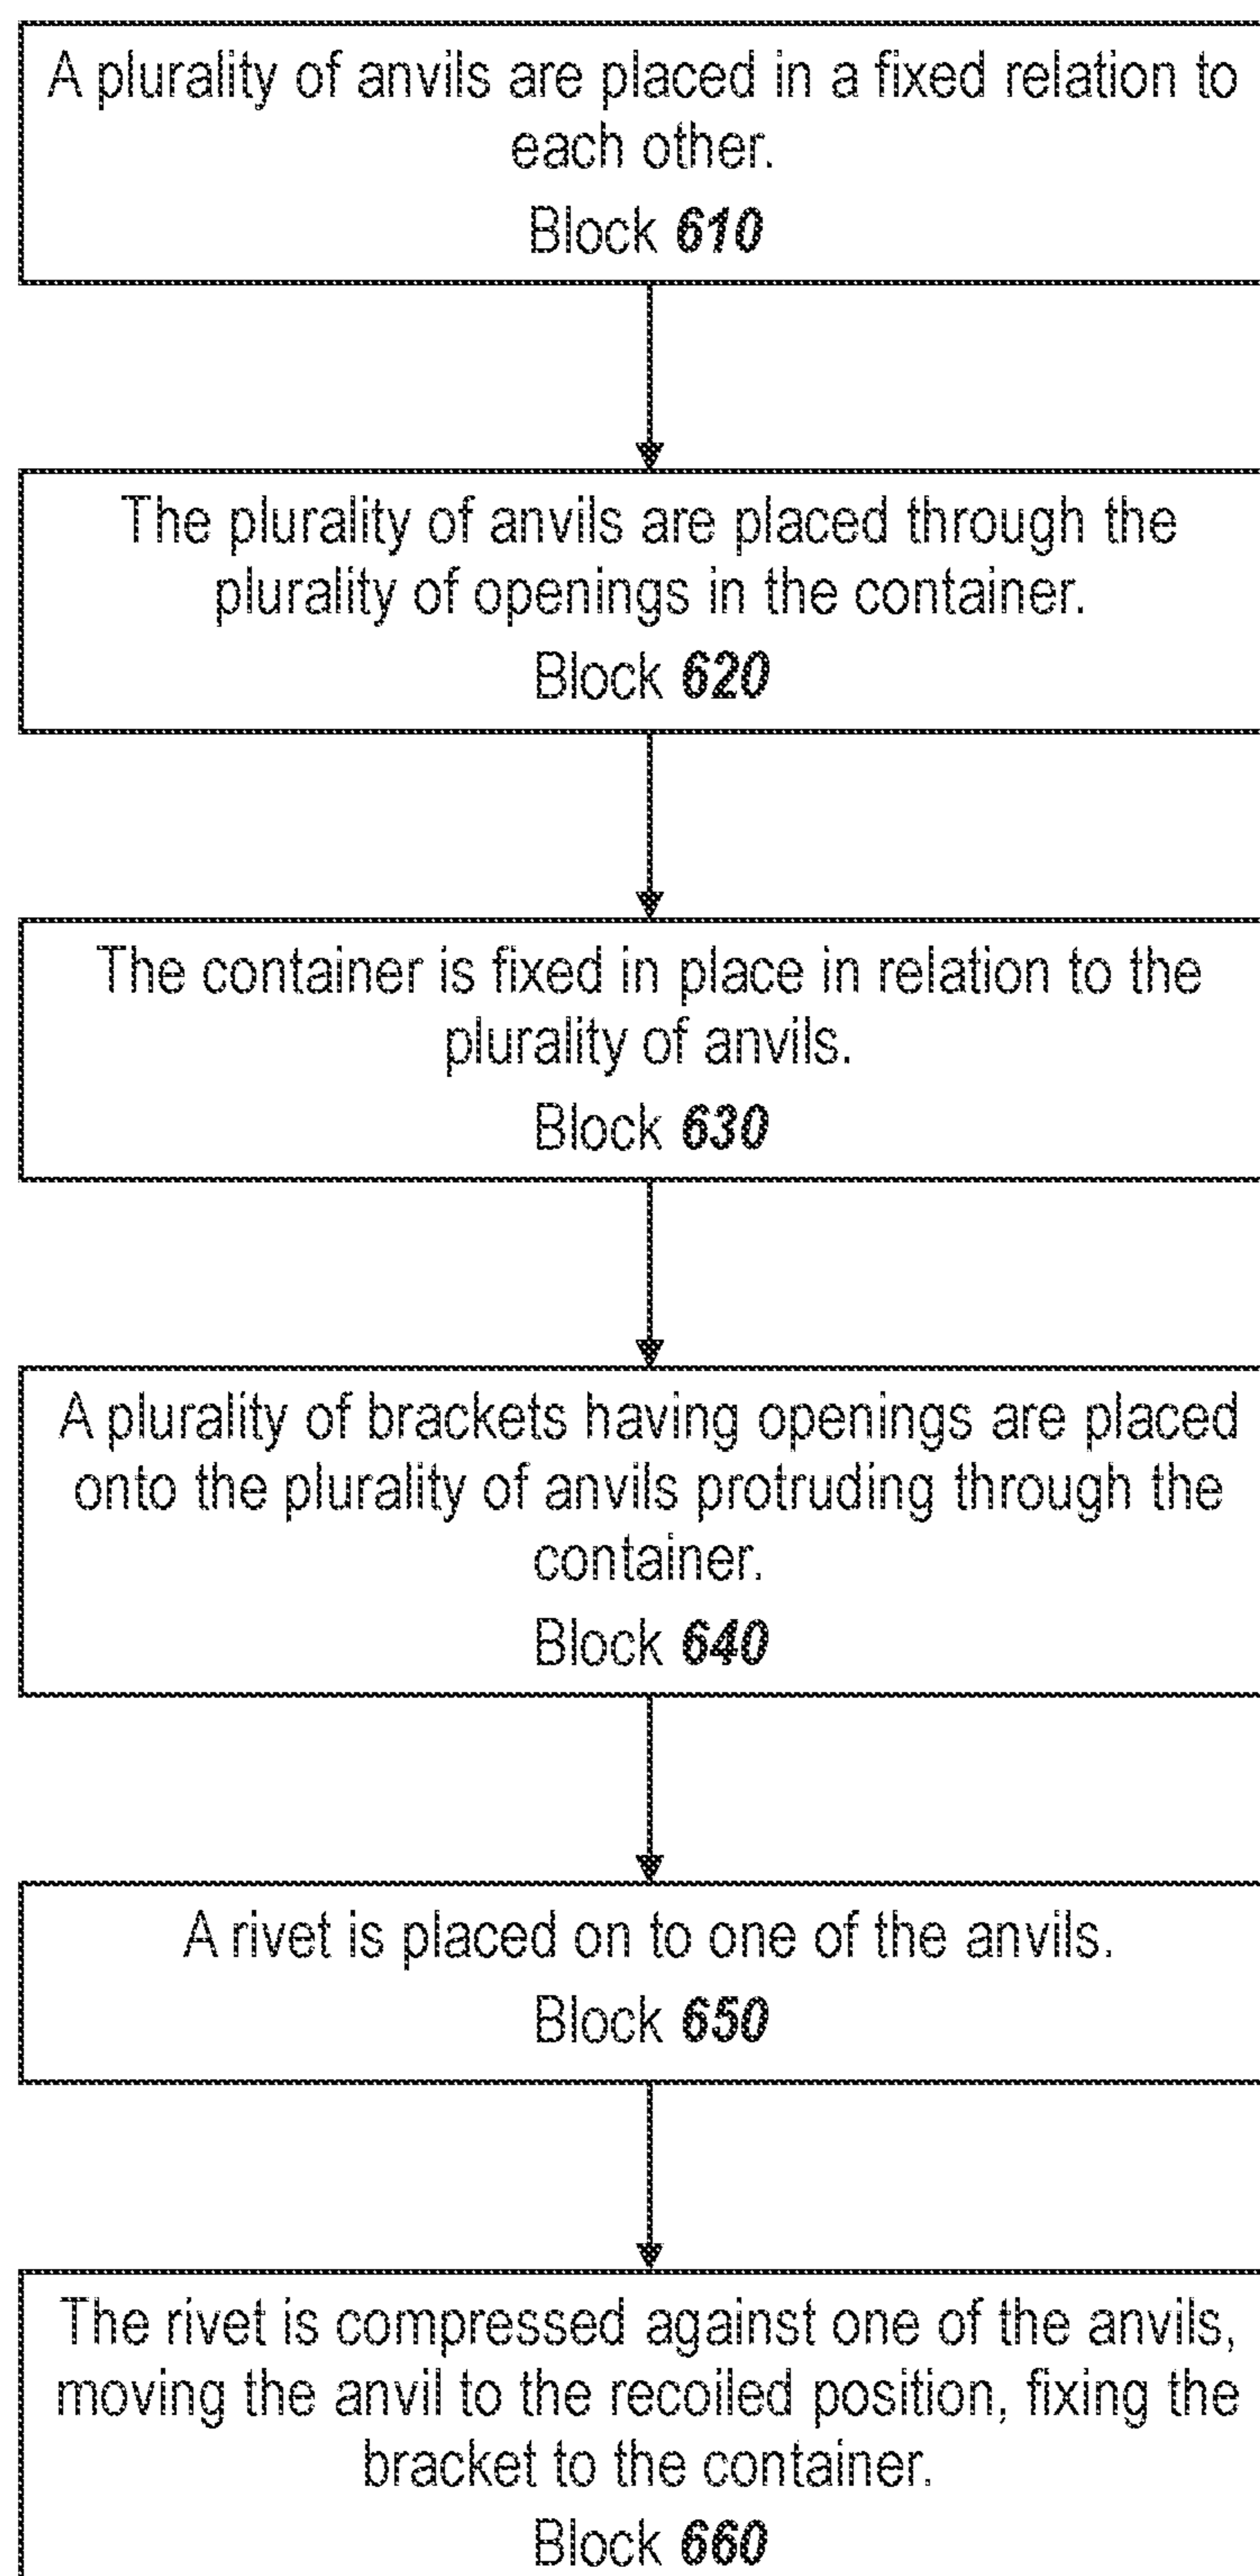 A plurality of anvils are placed in a fixed relation to
each other.
Block 610
The plurality of anvils are placed through the
plurality of openings in the container.
Block 620
The container is fixed in place in relation to the
plurality of anvils.
Block 630
A plurality of brackets having openings are placed
onto the plurality of anvils protruding through the
container.
Block 640
A rivet is placed on to one of the anvils.
Block 650
The rivet is compressed against one of the anvils,
moving the anvil to the recoiled position, fixing the
bracket to the container.
Block 660